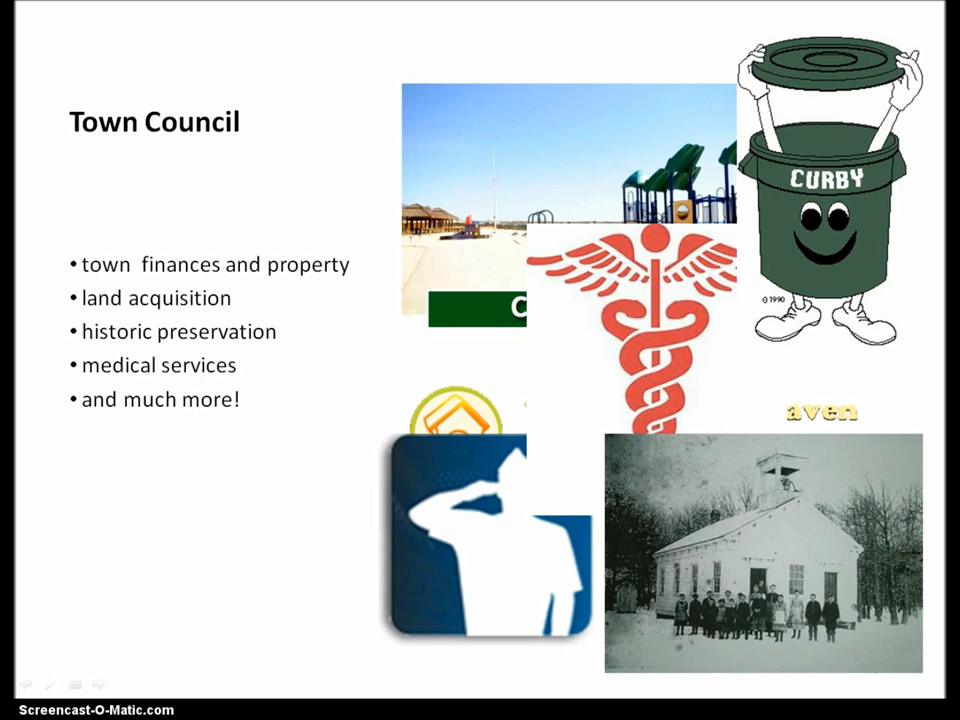 Town Council
• town finances and property
• land acquisition
• historic preservation
• medical services
• and much more!
C
CURBY
© 1990
aven
Screencast-O-Matic.com